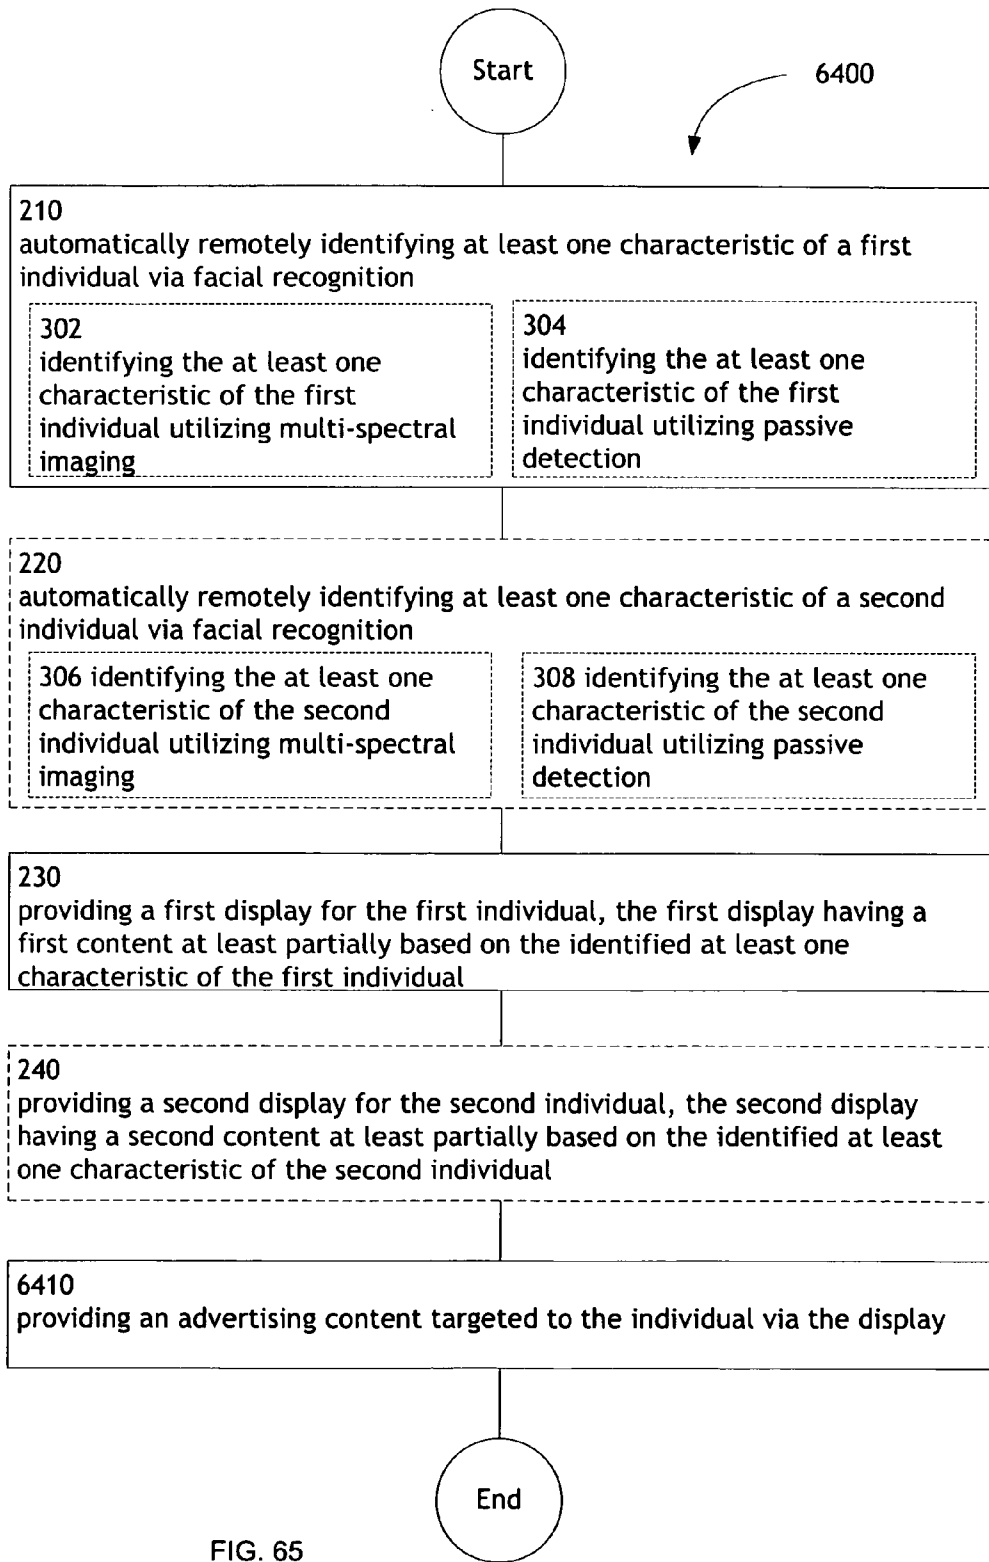 Start
6400
210
automatically remotely identifying at least one characteristic of a first
individual via facial recognition
302
identifying the at least one
characteristic of the first
individual utilizing multi-spectral
imaging
304
identifying the at least one
characteristic of the first
individual utilizing passive
detection
220
automatically remotely identifying at least one characteristic of a second
individual via facial recognition
306 identifying the at least one
characteristic of the second
individual utilizing multi-spectral
imaging
308 identifying the at least one
characteristic of the second
individual utilizing passive
detection
230
providing a first display for the first individual, the first display having a
first content at least partially based on the identified at least one
characteristic of the first individual
240
providing a second display for the second individual, the second display
having a second content at least partially based on the identified at least
one characteristic of the second individual
6410
providing an advertising content targeted to the individual via the display
End
FIG. 65